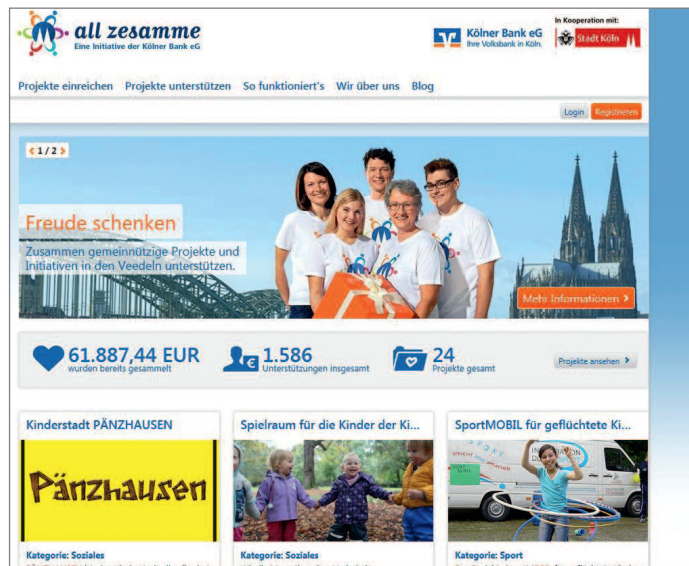 all zesamme
Eine Initiative der Kölner Bank eG
Kölner Bank eG
Ihre Volksbank in Köln.
In Kooperation mit:
Stadt Köln
Projekte einreichen Projekte unterstützen So funktioniert's Wir über uns Blog
Login Registrieren
1 / 2
Freude schenken
Zusammen gemeinnützige Projekte und
Initiativen in den Veedeln unterstützen.
Mehr Informationen
61.887,44 EUR
wurden bereits gesammelt
1.586
Unterstützungen insgesamt
24
Projekte gesamt
Projekte ansehen
Kinderstadt PÄNZHAUSEN
Spielraum für die Kinder der Ki...
SportMOBIL für geflüchtete Ki...
Pänzhausen
SPORT
Kategorie: Soziales
Kategorie: Soziales
Kategorie: Sport